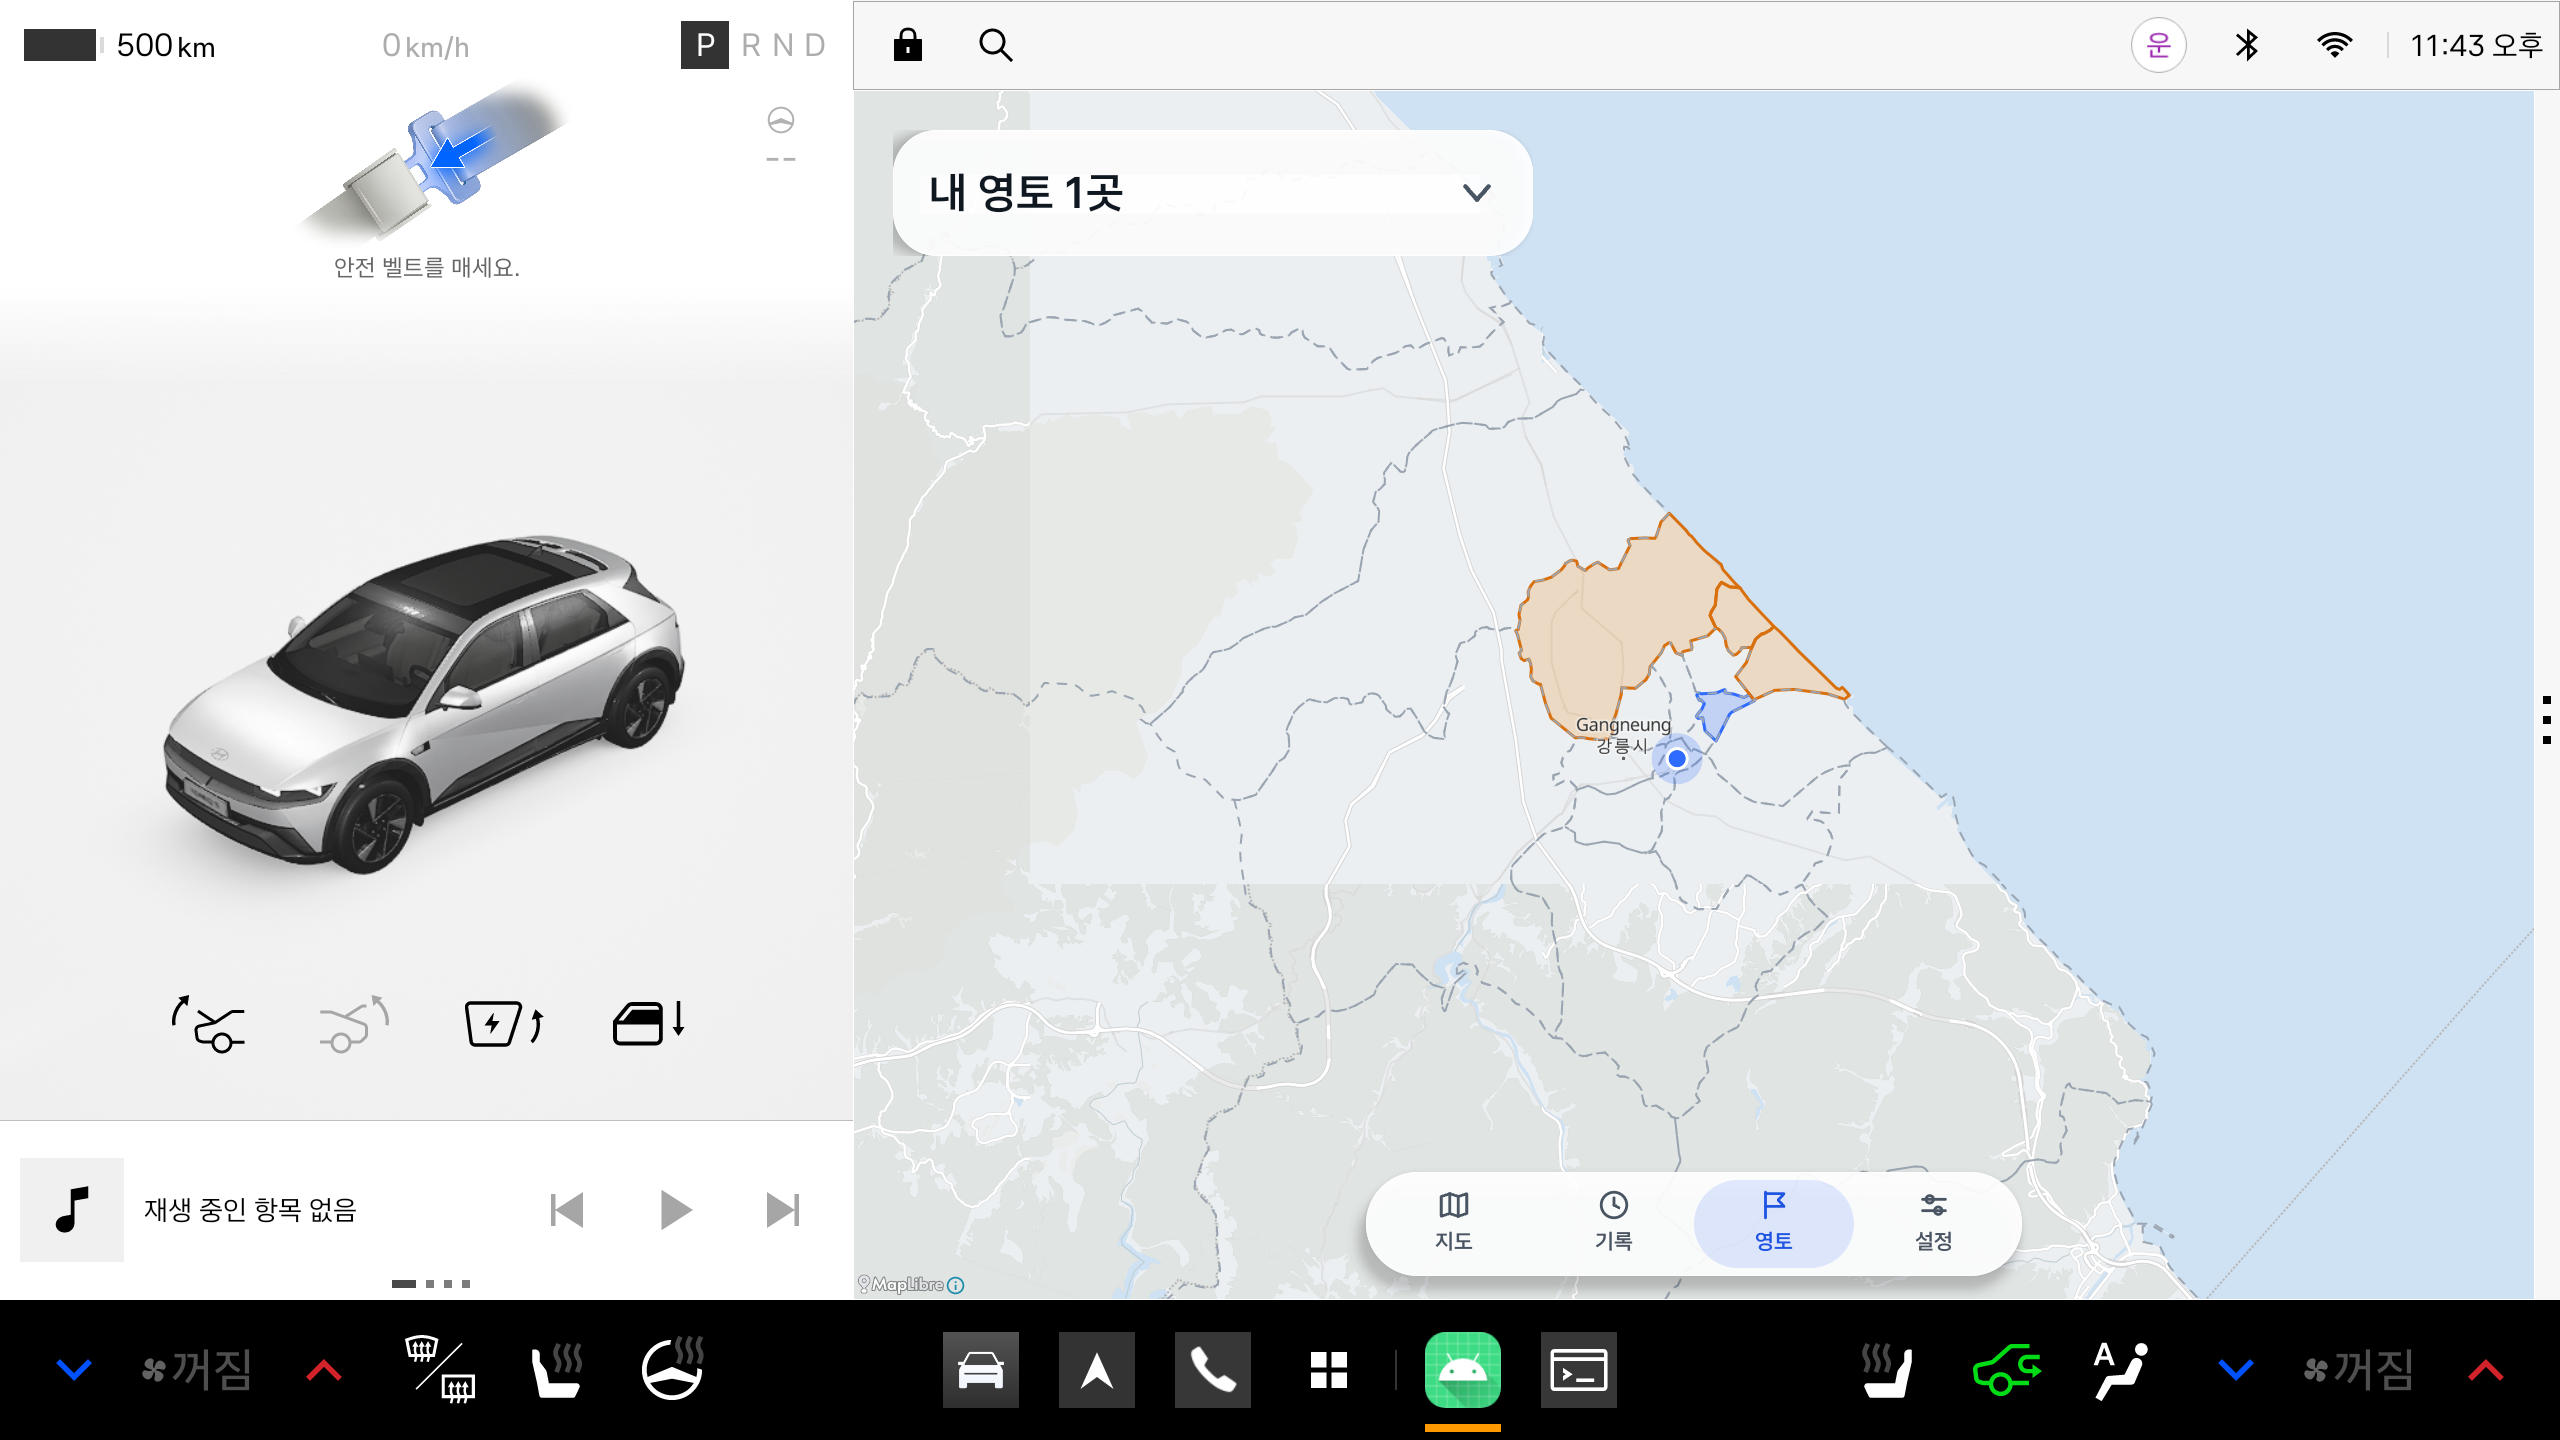 500 km
0 km/h
P R N D
안전 벨트를 매세요.
재생 중인 항목 없음
운
11:43 오후
내 영토 1곳
Gangneung
강릉시
지도
기록
영토
설정
MapLibre
꺼짐
A
꺼짐